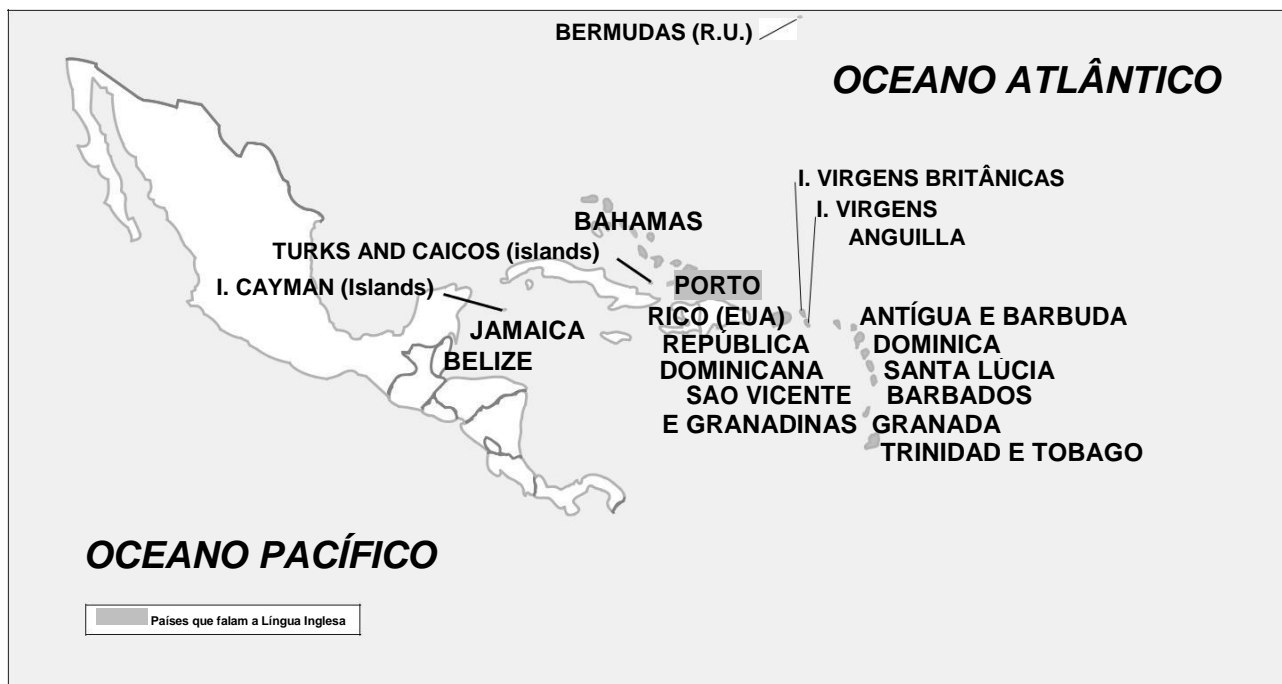 BERMUDAS (R.U.)
OCEANO ATLÂNTICO
I. VIRGENS BRITÂNICAS
I. VIRGENS
ANGUILLA
BAHAMAS
TURKS AND CAICOS (islands)
I. CAYMAN (Islands)
PORTO
RICO (EUA)
REPÚBLICA
DOMINICANA
SAO VICENTE
E GRANADINAS
JAMAICA
BELIZE
ANTÍGUA E BARBUDA
DOMINICA
SANTA LÚCIA
BARBADOS
GRANADA
TRINIDAD E TOBAGO
OCEANO PACÍFICO
Países que falam a Língua Inglesa